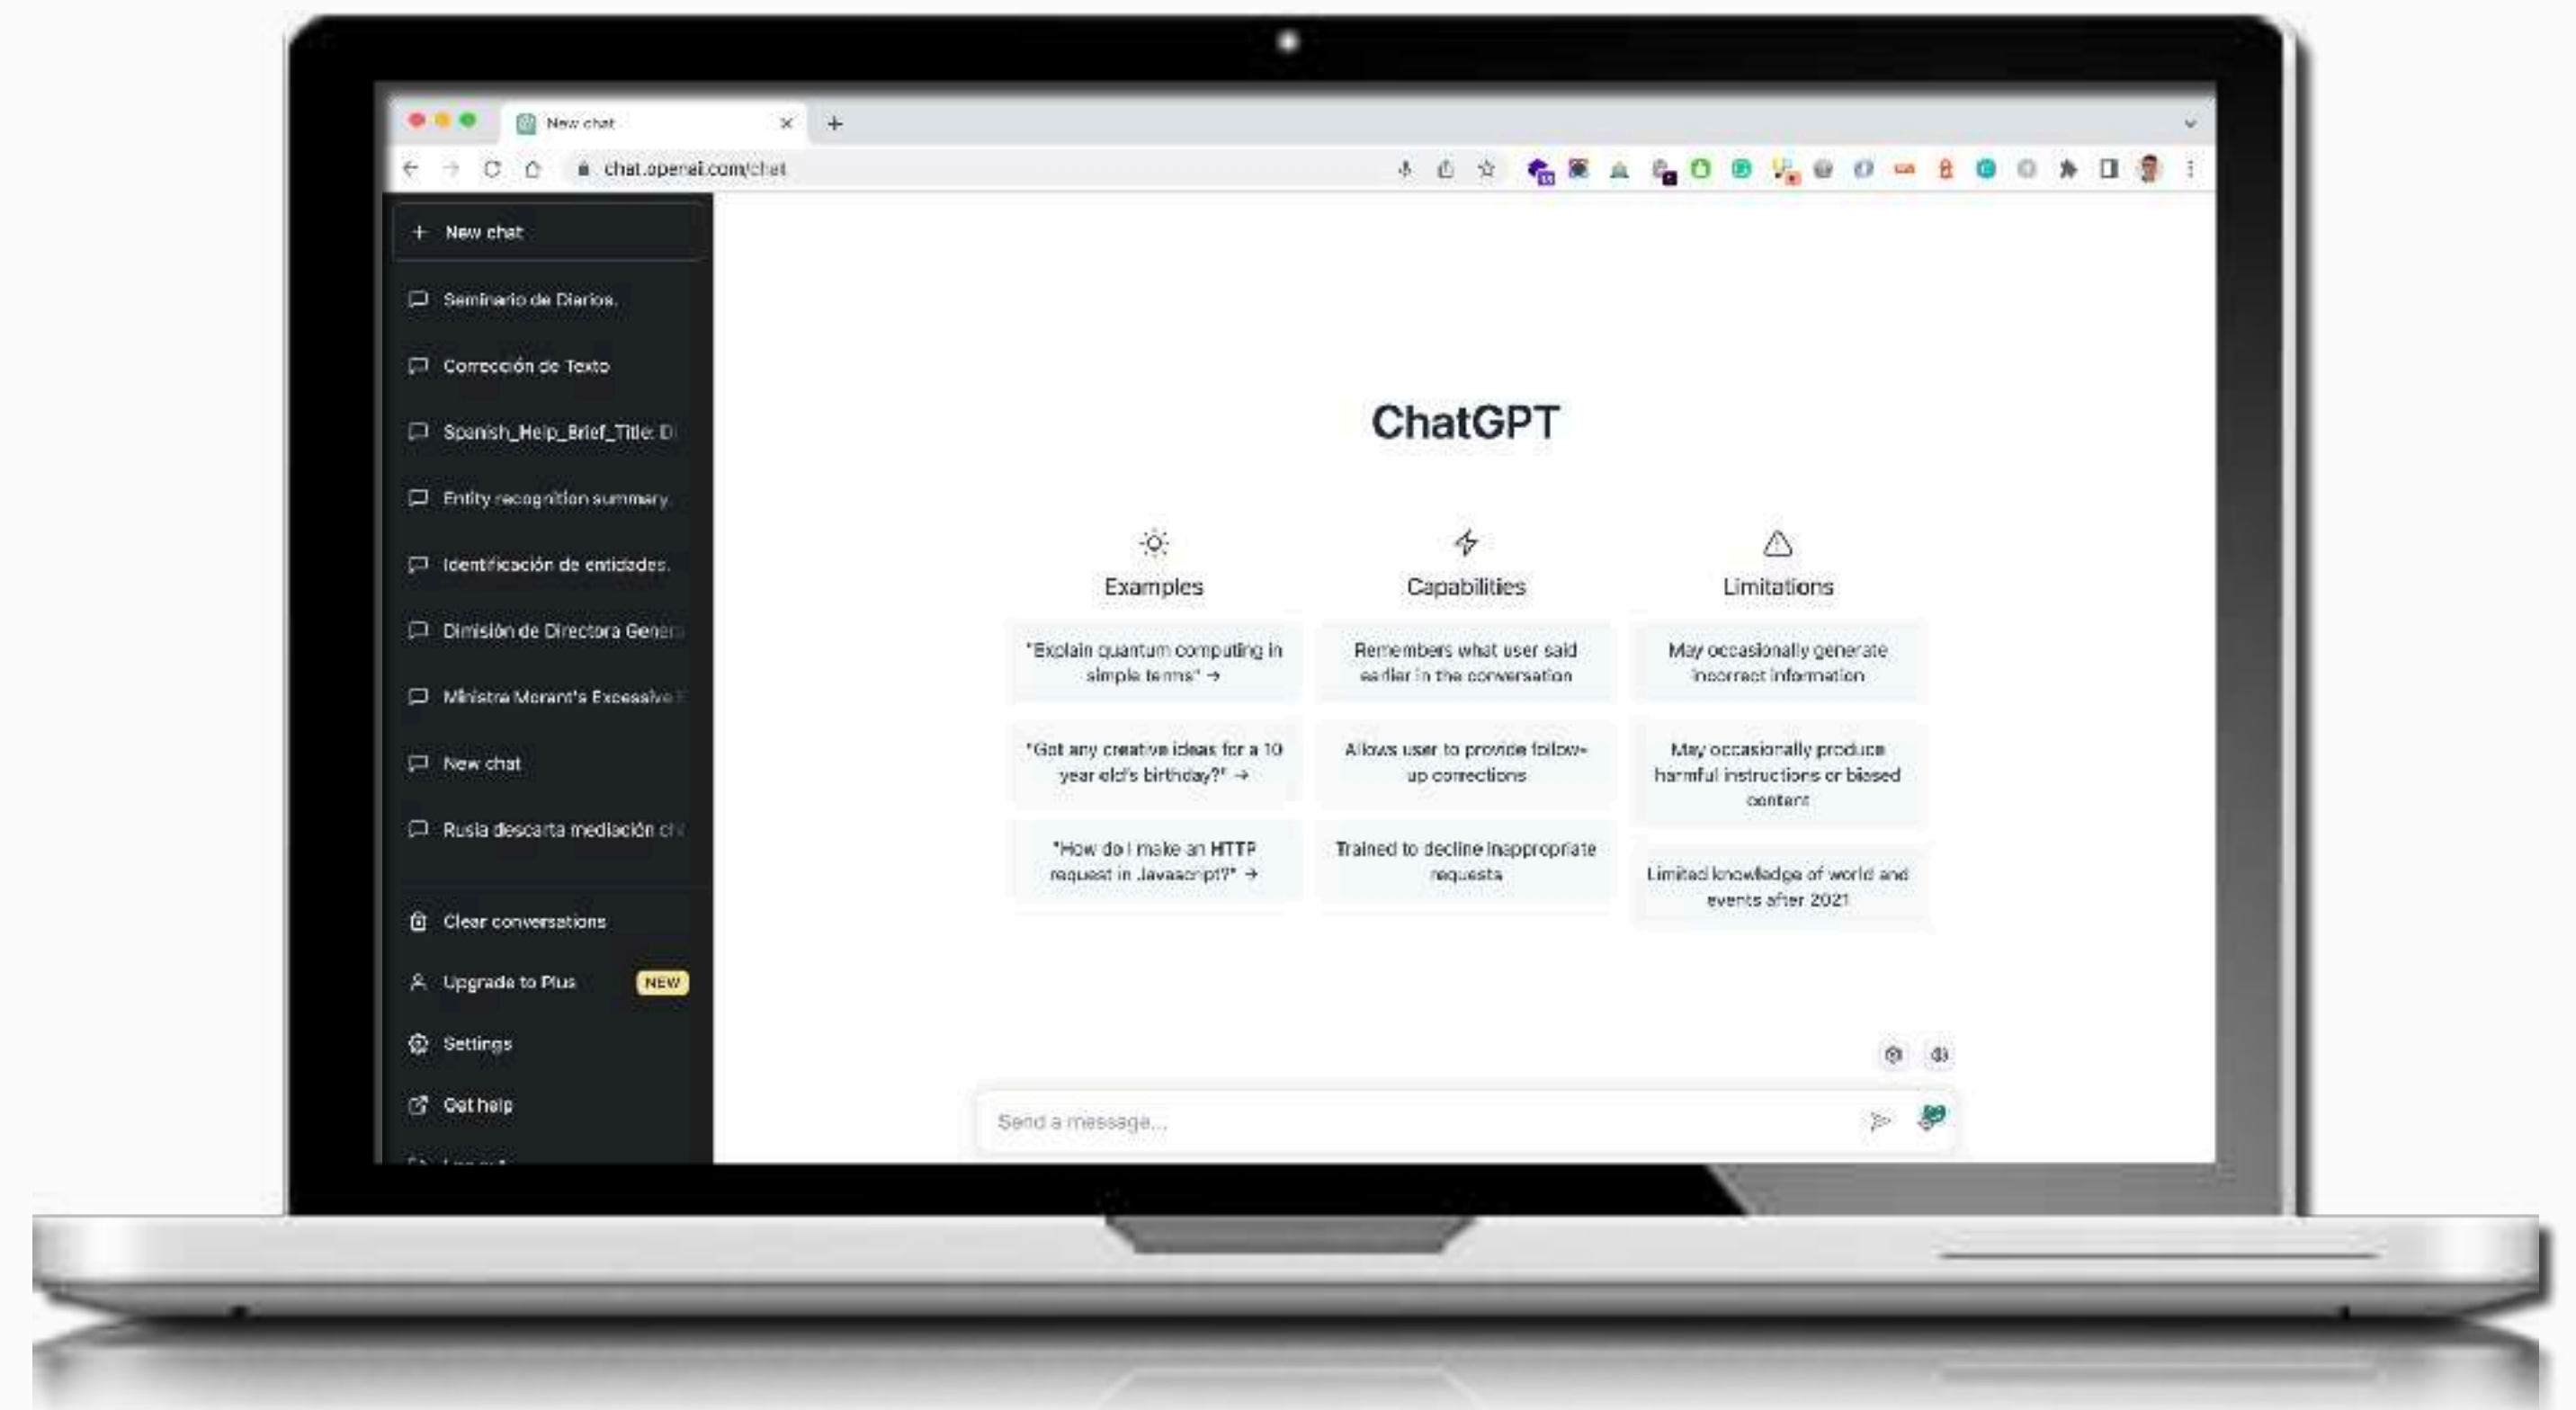 New chat
chat.openai.com/chat
New chat
Seminario de Diarios.
Corrección de Texto
Spanish_Help_Brief_Title: Di
Entity recognition summary.
Identificación de entidades.
Dimisión de Directora Gener
Ministra Morant's Excessive
New chat
Rusia descarta mediación chi
Clear conversations
Upgrade to Plus
NEW
Settings
Get help
ChatGPT
Examples
"Explain quantum computing in
simple terms" →
"Got any creative ideas for a 10
year old's birthday?" →
"How do I make an HTTP
request in Javascript?" →
Capabilities
Remembers what user said
earlier in the conversation
Allows user to provide follow-
up corrections
Trained to decline inappropriate
requests
Limitations
May occasionally generate
incorrect information
May occasionally produce
harmful instructions or biased
content
Limited knowledge of world and
events after 2021
Send a message...